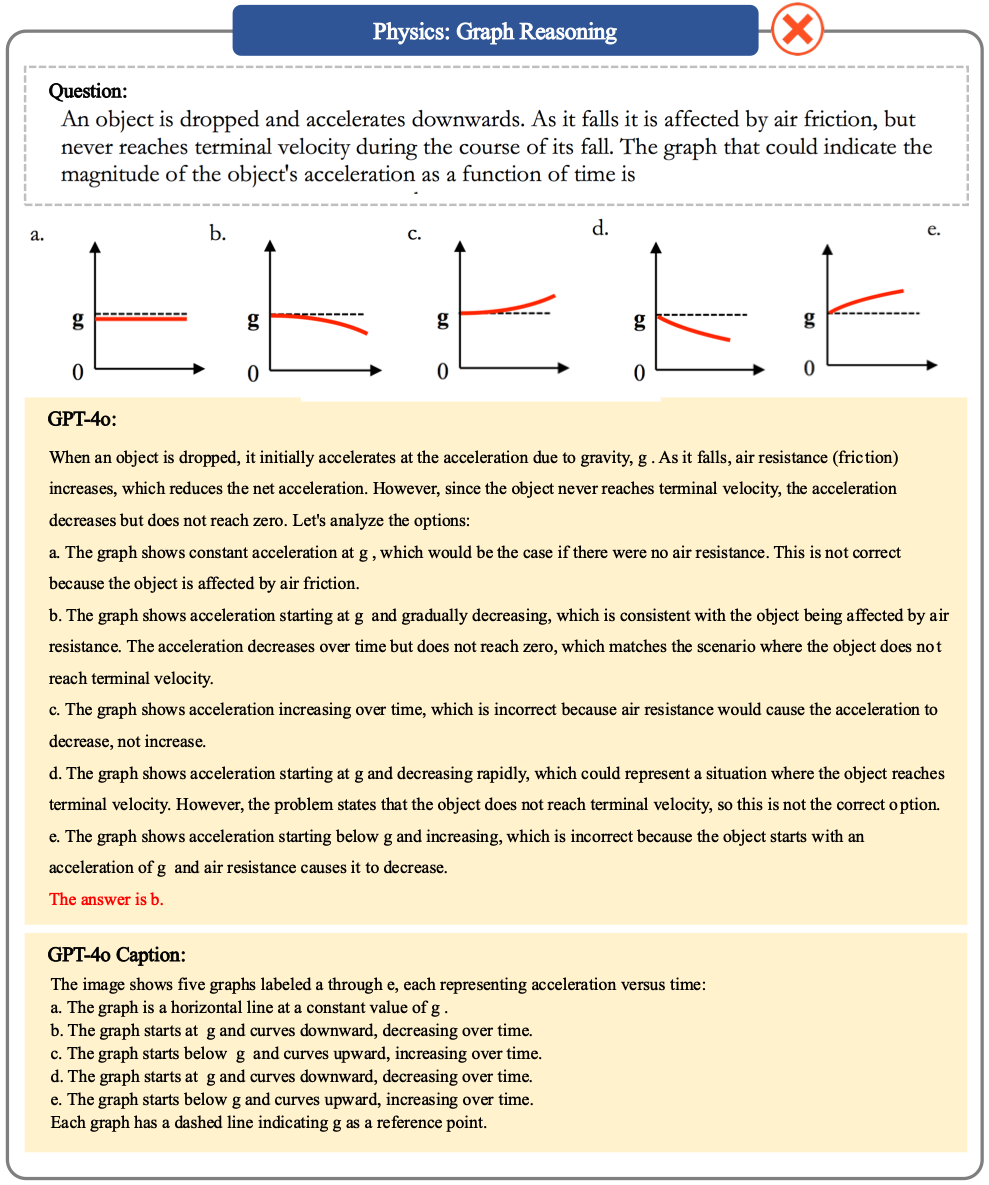 Physics: Graph Reasoning
Question:
An object is dropped and accelerates downwards. As it falls it is affected by air friction, but
never reaches terminal velocity during the course of its fall. The graph that could indicate the
magnitude of the object's acceleration as a function of time is
a.
b.
c.
d.
e.
g
g
g
g
g
0
0
0
0
0
GPT-4o:
When an object is dropped, it initially accelerates at the acceleration due to gravity, g . As it falls, air resistance (friction)
increases, which reduces the net acceleration. However, since the object never reaches terminal velocity, the acceleration
decreases but does not reach zero. Let's analyze the options:
a. The graph shows constant acceleration at g , which would be the case if there were no air resistance. This is not correct
because the object is affected by air friction.
b. The graph shows acceleration starting at g and gradually decreasing, which is consistent with the object being affected by air
resistance. The acceleration decreases over time but does not reach zero, which matches the scenario where the object does not
reach terminal velocity.
c. The graph shows acceleration increasing over time, which is incorrect because air resistance would cause the acceleration to
decrease, not increase.
d. The graph shows acceleration starting at g and decreasing rapidly, which could represent a situation where the object reaches
terminal velocity. However, the problem states that the object does not reach terminal velocity, so this is not the correct option.
e. The graph shows acceleration starting below g and increasing, which is incorrect because the object starts with an
acceleration of g and air resistance causes it to decrease.
The answer is b.
GPT-4o Caption:
The image shows five graphs labeled a through e, each representing acceleration versus time:
a. The graph is a horizontal line at a constant value of g .
b. The graph starts at g and curves downward, decreasing over time.
c. The graph starts below g and curves upward, increasing over time.
d. The graph starts at g and curves downward, decreasing over time.
e. The graph starts below g and curves upward, increasing over time.
Each graph has a dashed line indicating g as a reference point.